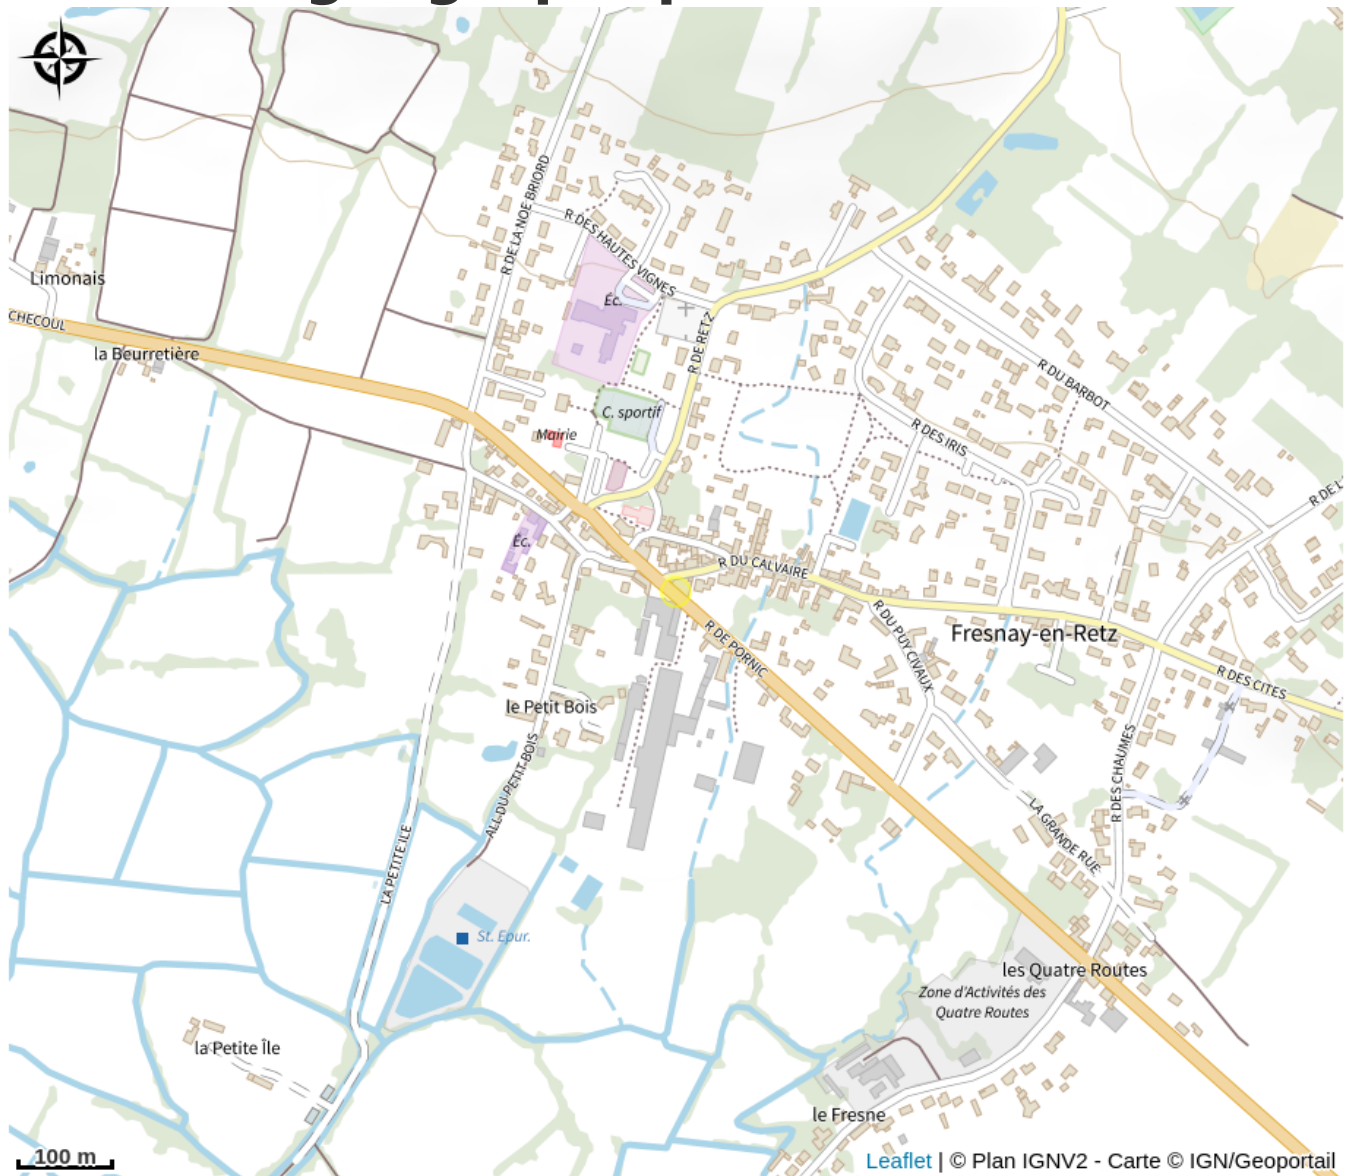 R DE LA NOE BRIORD
R DES HAUTES VIGNES
Limonais
Éc.
CHECOUL
R DE RETZ
la Beurretière
R DU BARBOT
C. sportif
Mairie
R DES IRIS
R DE L
Éc.
R DU CALVAIRE
R DU PUY CIVAUX
Fresnay-en-Retz
R DE PORNIC
R DES CITES
le Petit Bois
R DES CHAUMES
ALL DU PETIT BOIS
LA GRANDE RUE
LA PETITE ILE
St. Epur.
les Quatre Routes
Zone d'Activités des
Quatre Routes
la Petite Île
le Fresne
100 m
Leaflet | © Plan IGNV2 - Carte © IGN/Geoportail